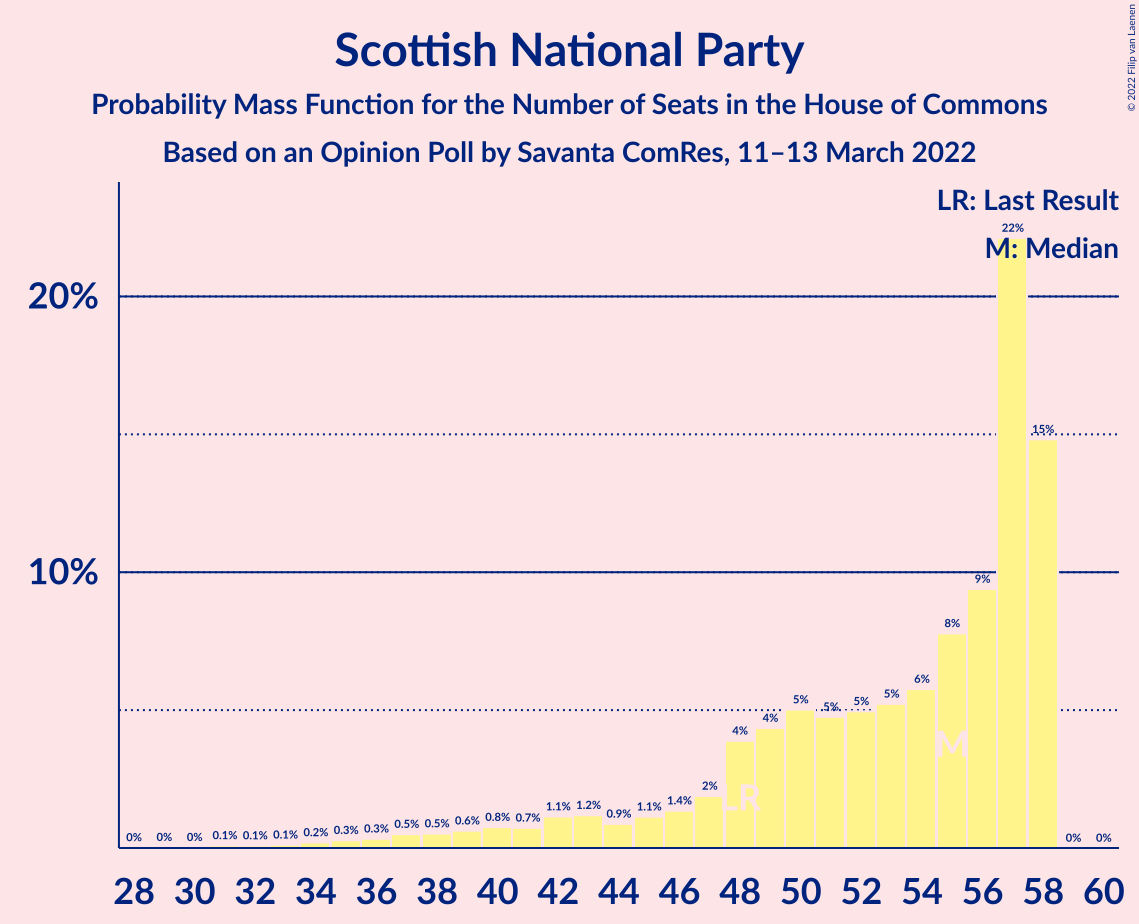 Scottish National Party
Probability Mass Function for the Number of Seats in the House of Commons
Based on an Opinion Poll by Savanta ComRes, 11–13 March 2022
© 2022 Filip van Laenen
LR: Last Result
M: Median
20%
10%
0% 0% 0% 0.1% 0.1% 0.1% 0.2% 0.3% 0.3% 0.5% 0.5% 0.6% 0.8% 0.7% 1.1% 1.2% 0.9% 1.1% 1.4% 2% 4% 4% 5% 5% 5% 5% 6% 8% 9% 22% 15% 0% 0%
LR
M
28 30 32 34 36 38 40 42 44 46 48 50 52 54 56 58 60